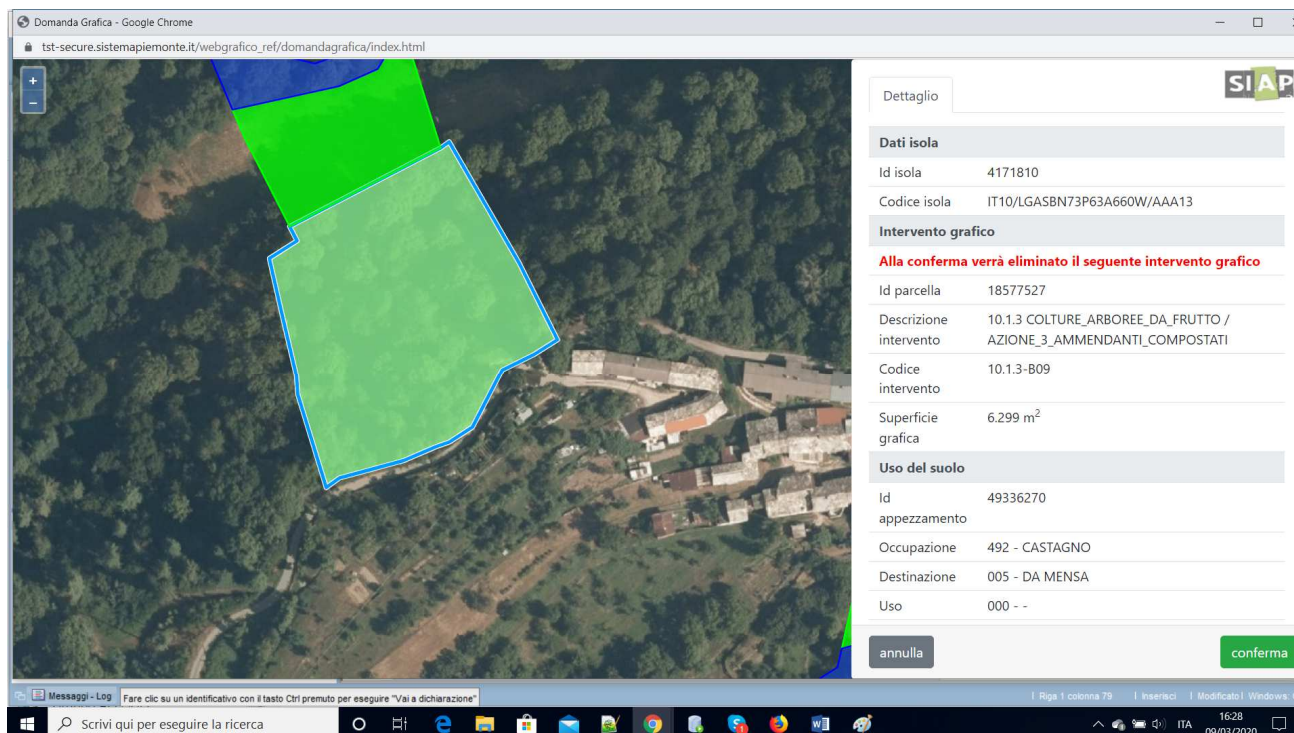 Domanda Grafica - Google Chrome
tst-secure.sistemapiemonte.it/webgrafico_ref/domandagrafica/index.html
+
−
Dettaglio
SIAP
Dati isola
Id isola 4171810
Codice isola IT10/LGASBN73P63A660W/AAA13
Intervento grafico
Alla conferma verrà eliminato il seguente intervento grafico
Id parcella 18577527
Descrizione 10.1.3 COLTURE_ARBOREE_DA_FRUTTO /
intervento AZIONE_3_AMMENDANTI_COMPOSTATI
Codice 10.1.3-B09
intervento
Superficie 6.299 m²
grafica
Uso del suolo
Id 49336270
appezzamento
Occupazione 492 - CASTAGNO
Destinazione 005 - DA MENSA
Uso 000 - -
annulla
conferma
Messaggi - Log
Fare clic su un identificativo con il tasto Ctrl premuto per eseguire "Vai a dichiarazione"
Riga 1 colonna 79 Inserisci Modificato Windows:
Scrivi qui per eseguire la ricerca
ITA
16:28
09/03/2020